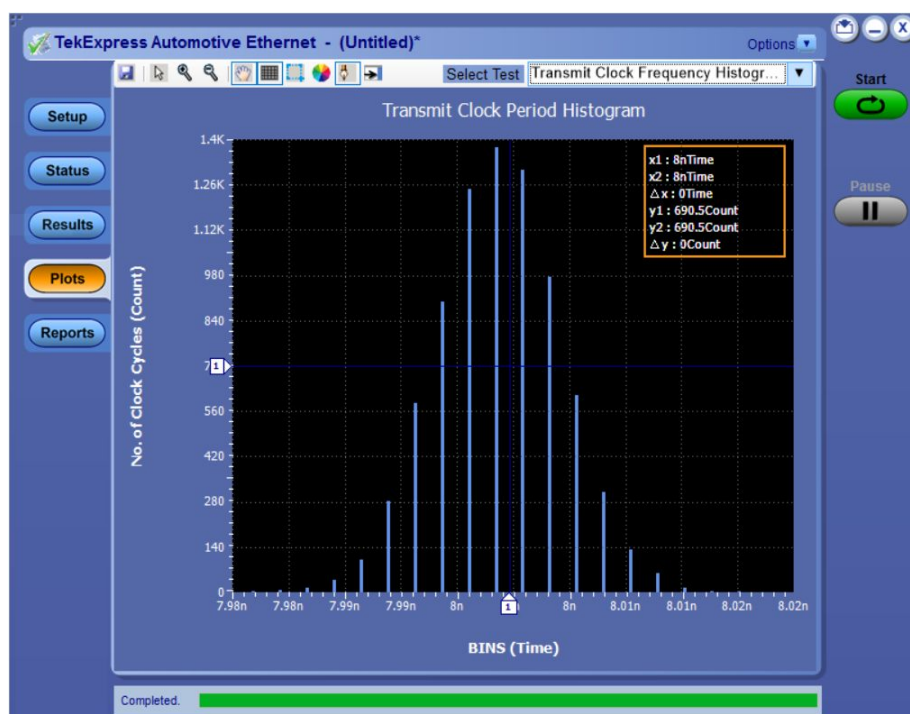 TekExpress Automotive Ethernet - (Untitled)*
Options
Select Test
Transmit Clock Frequency Histogr...
Start
Pause
Setup
Status
Results
Plots
Reports
Transmit Clock Period Histogram
x1 : 8nTime
x2 : 8nTime
Δx : 0Time
y1 : 690.5Count
y2 : 690.5Count
Δy : 0Count
No. of Clock Cycles (Count)
1.4K
1.26K
1.12K
980
840
1
560
420
280
140
0
7.98n 7.98n 7.99n 7.99n 8n 1 8n 8.01n 8.01n 8.02n 8.02n
BINS (Time)
Completed.